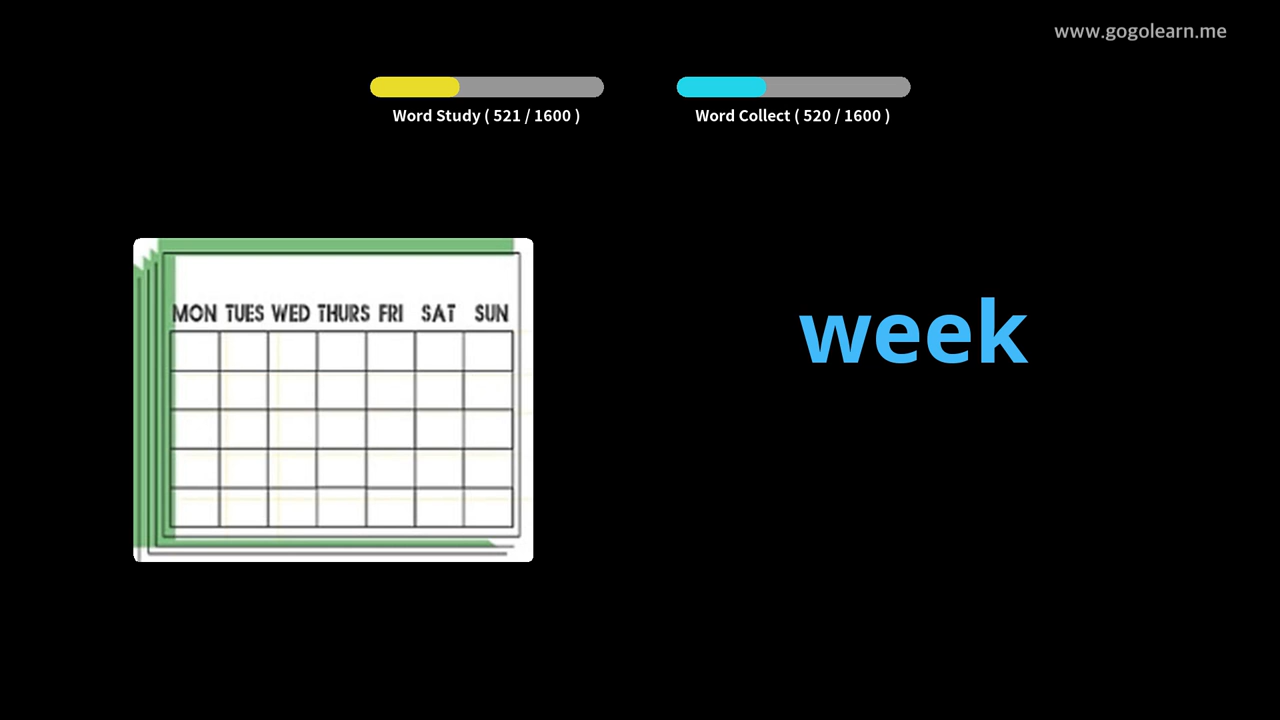 www.gogolearn.me
Word Study ( 521 / 1600 )
Word Collect ( 520 / 1600 )
MON TUES WED THURS FRI SAT SUN
week